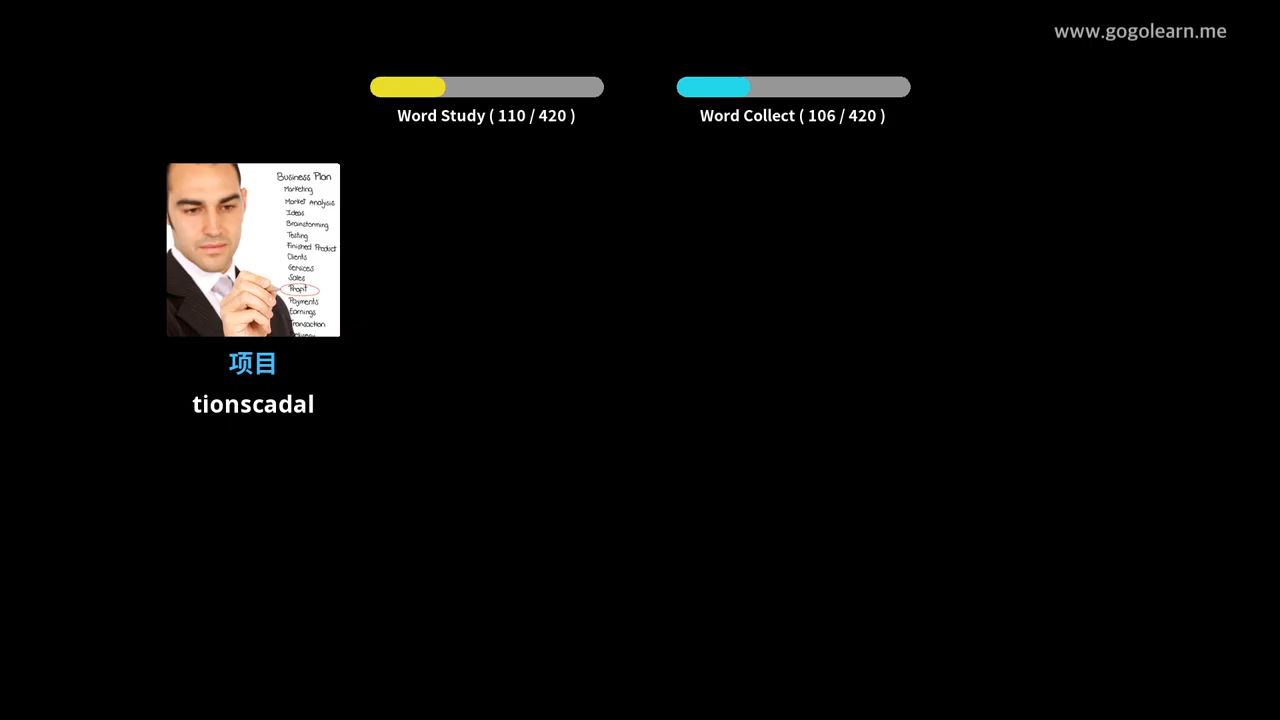 www.gogolearn.me
Word Study ( 110 / 420 )
Word Collect ( 106 / 420 )
Business Plan
Marketing
Market Analysis
Ideas
Brainstorming
Testing
Finished Product
Clients
Services
Sales
Profit
Payments
Earnings
Transaction
项目
tionscadal